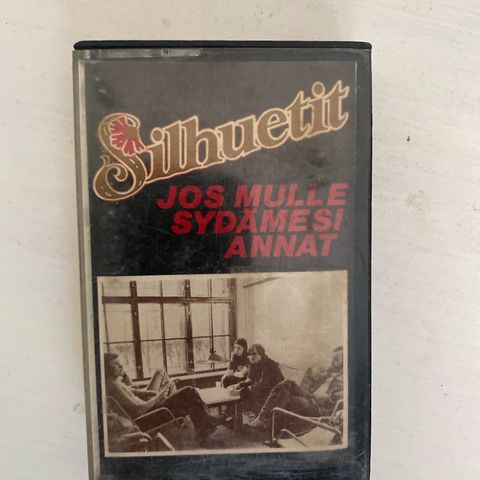 Silhuetit
JOS MULLE
SYDÄMESI
ANNAT